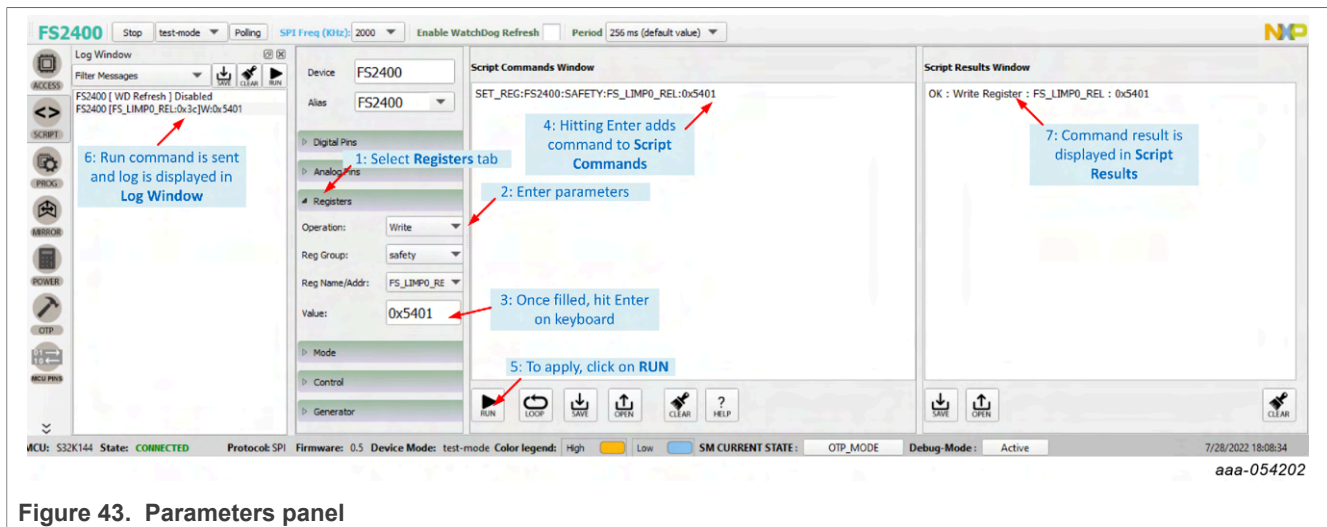 FS2400 Stop test-mode Polling SPI Freq (KHz): 2000 Enable WatchDog Refresh Period 256 ms (default value) NXP
Log Window
Filter Messages SAVE CLEAR RUN
FS2400 [ WD Refresh ] Disabled
FS2400 [FS_LIMP0_REL:0x3c]W:0x5401
6: Run command is sent
and log is displayed in
Log Window
ACCESS
SCRIPT
PROG
MIRROR
POWER
OTP
MCU PINS
Device FS2400
Alias FS2400
Digital Pins
1: Select Registers tab
Analog Pins
Registers
2: Enter parameters
Operation: Write
Reg Group: safety
Reg Name/Addr: FS_LIMP0_RE
Value: 0x5401
3: Once filled, hit Enter
on keyboard
Mode
Control
Generator
Script Commands Window
SET_REG:FS2400:SAFETY:FS_LIMP0_REL:0x5401
4: Hitting Enter adds
command to Script
Commands
5: To apply, click on RUN
RUN LOOP SAVE OPEN CLEAR ? HELP
Script Results Window
OK : Write Register : FS_LIMP0_REL : 0x5401
7: Command result is
displayed in Script
Results
SAVE OPEN CLEAR
MCU: S32K144 State: CONNECTED Protocol: SPI Firmware: 0.5 Device Mode: test-mode Color legend: High Low SM CURRENT STATE : OTP_MODE Debug-Mode : Active 7/28/2022 18:08:34
aaa-054202
Figure 43. Parameters panel